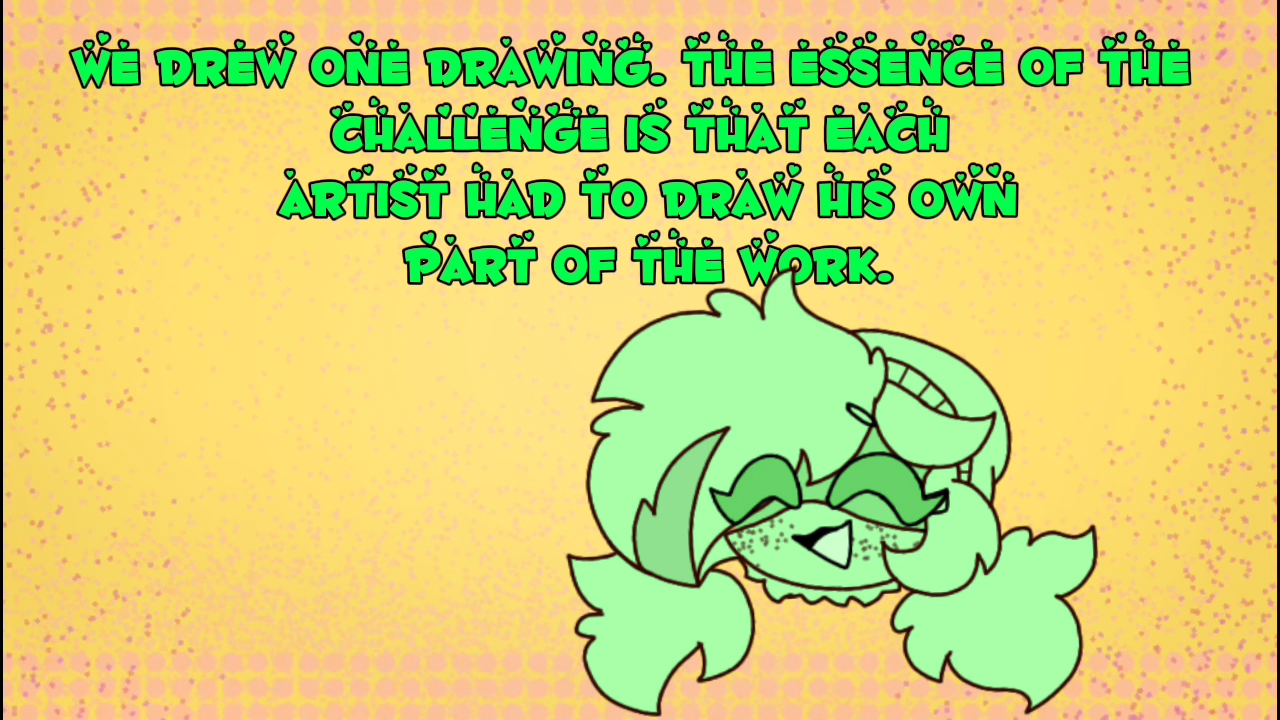 WE DREW ONE DRAWING. THE ESSENCE OF THE
CHALLENGE IS THAT EACH
ARTIST HAD TO DRAW HIS OWN
PART OF THE WORK.